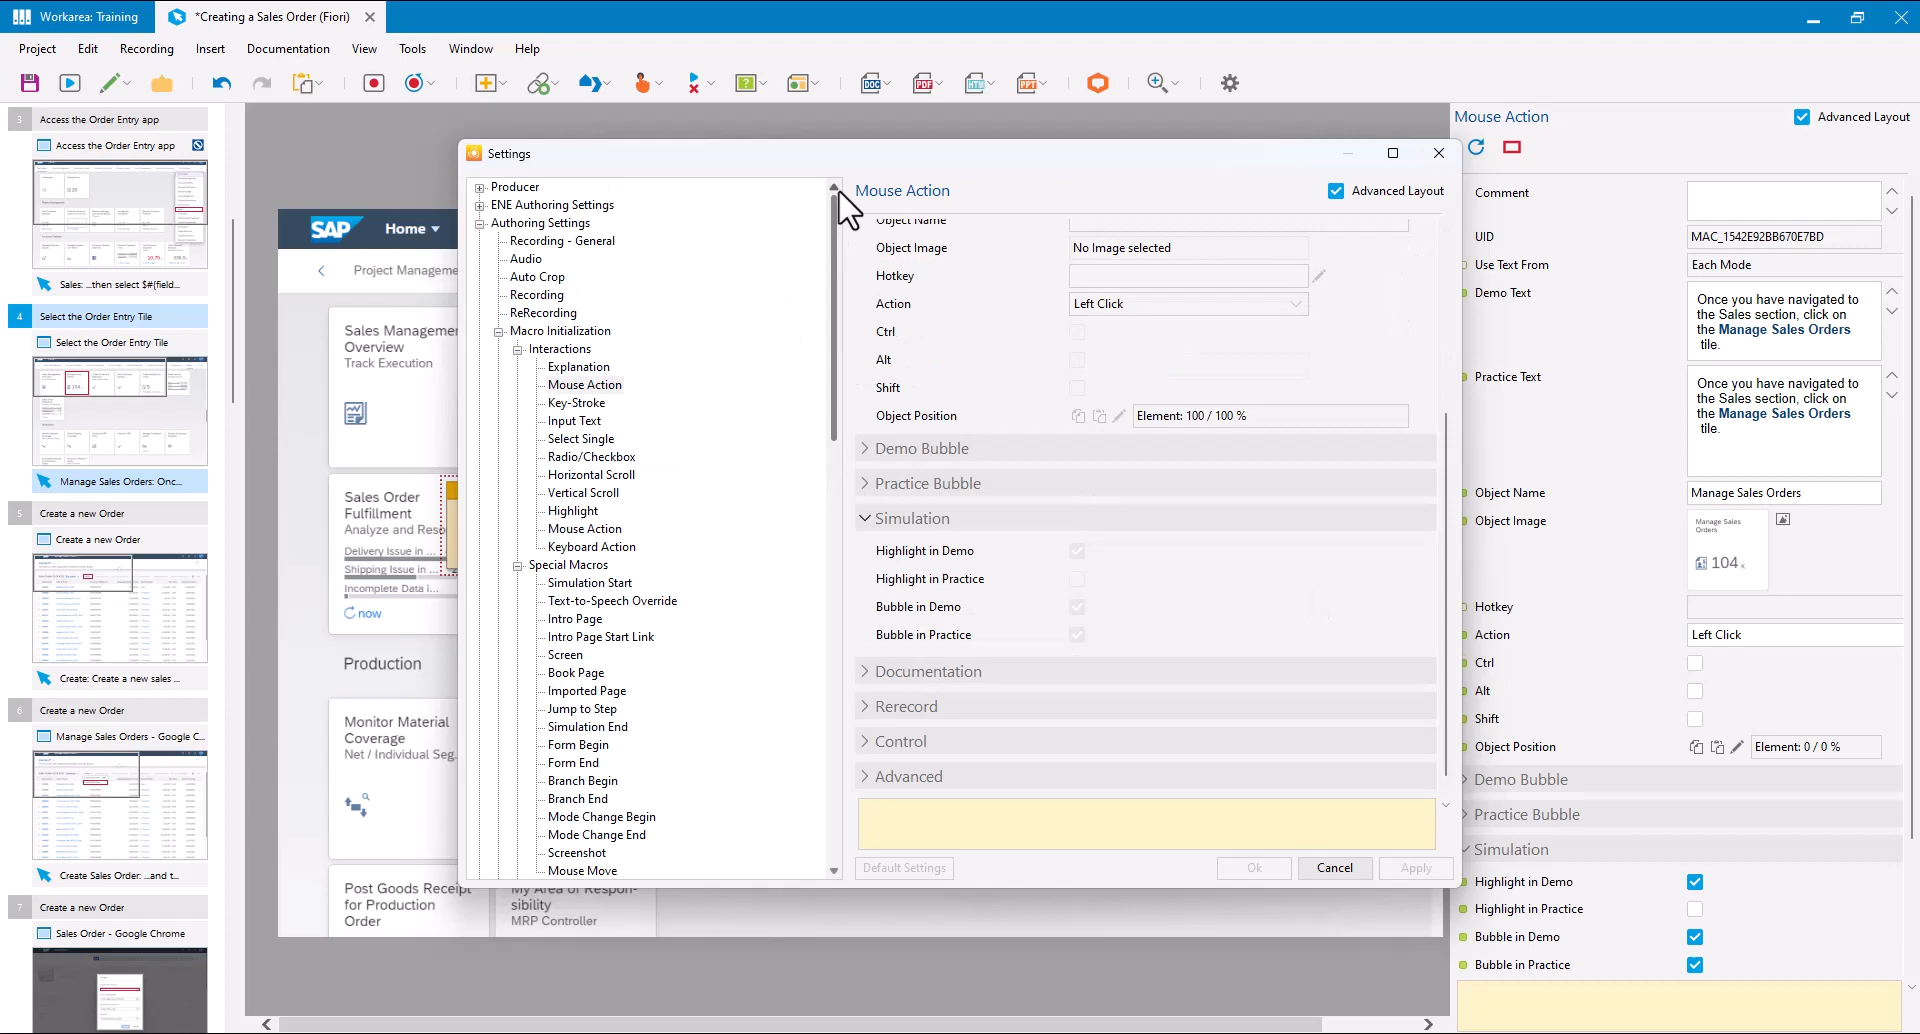 Workarea: Training
*Creating a Sales Order (Fiori)
Project Edit Recording Insert Documentation View Tools Window Help
DOC PDF HTM PPT
3 Access the Order Entry app
Access the Order Entry app
Sales: ...then select $#{field...
4 Select the Order Entry Tile
Select the Order Entry Tile
Manage Sales Orders: Onc...
5 Create a new Order
Create a new Order
Create: Create a new sales ...
6 Create a new Order
Manage Sales Orders - Google C...
Create Sales Order: ...and t...
7 Create a new Order
Sales Order - Google Chrome
SAP Home
Project Manageme
Sales Managemer
Overview
Track Execution
Sales Order
Fulfillment
Analyze and Reso
Delivery Issue in ...
Shipping Issue in ...
Incomplete Data i...
now
Production
Monitor Material
Coverage
Net / Individual Seg.
Post Goods Receipt
for Production
Order
My Area of Respon-
sibility
MRP Controller
Settings
Producer
ENE Authoring Settings
Authoring Settings
Recording - General
Audio
Auto Crop
Recording
ReRecording
Macro Initialization
Interactions
Explanation
Mouse Action
Key-Stroke
Input Text
Select Single
Radio/Checkbox
Horizontal Scroll
Vertical Scroll
Highlight
Mouse Action
Keyboard Action
Special Macros
Simulation Start
Text-to-Speech Override
Intro Page
Intro Page Start Link
Screen
Book Page
Imported Page
Jump to Step
Simulation End
Form Begin
Form End
Branch Begin
Branch End
Mode Change Begin
Mode Change End
Screenshot
Mouse Move
Mouse Action
Advanced Layout
Object Name
Object Image No Image selected
Hotkey
Action Left Click
Ctrl
Alt
Shift
Object Position Element: 100 / 100 %
Demo Bubble
Practice Bubble
Simulation
Highlight in Demo
Highlight in Practice
Bubble in Demo
Bubble in Practice
Documentation
Rerecord
Control
Advanced
Default Settings Ok Cancel Apply
Mouse Action
Advanced Layout
Comment
UID MAC_1542E92BB670E7BD
Use Text From Each Mode
Demo Text
Once you have navigated to
the Sales section, click on
the Manage Sales Orders
tile.
Practice Text
Once you have navigated to
the Sales section, click on
the Manage Sales Orders
tile.
Object Name Manage Sales Orders
Object Image
Manage Sales
Orders
104 K
Hotkey
Action Left Click
Ctrl
Alt
Shift
Object Position Element: 0 / 0 %
Demo Bubble
Practice Bubble
Simulation
Highlight in Demo
Highlight in Practice
Bubble in Demo
Bubble in Practice